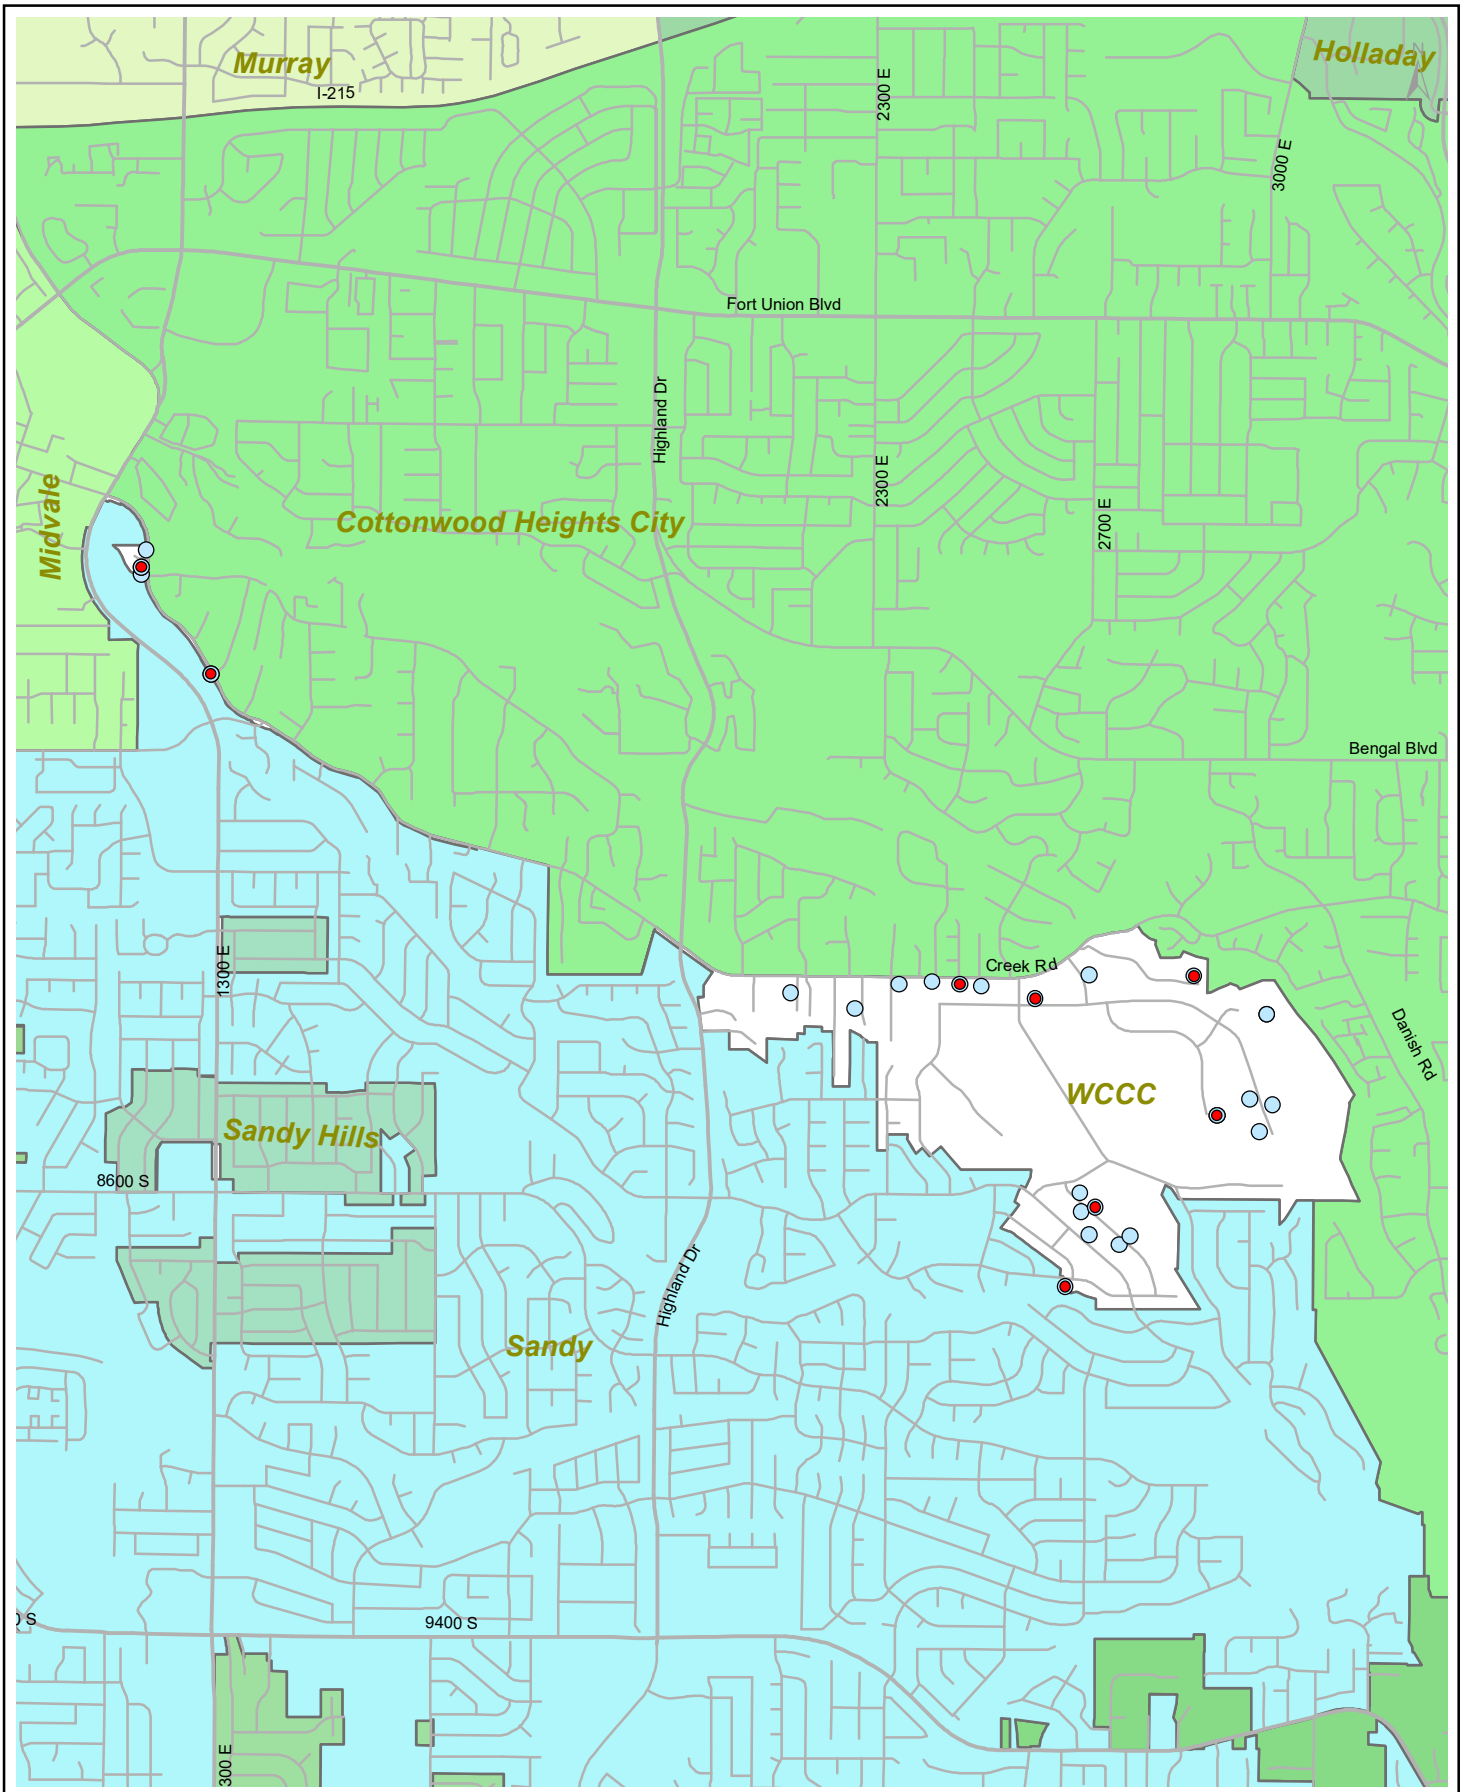 Murray
Holladay
I-215
2300 E
3000 E
Fort Union Blvd
Highland Dr
2300 E
Midvale
2700 E
Cottonwood Heights City
Bengal Blvd
1300 E
Creek Rd
Danish Rd
WCCC
Sandy Hills
8600 S
Highland Dr
Sandy
0 S
9400 S
300 E